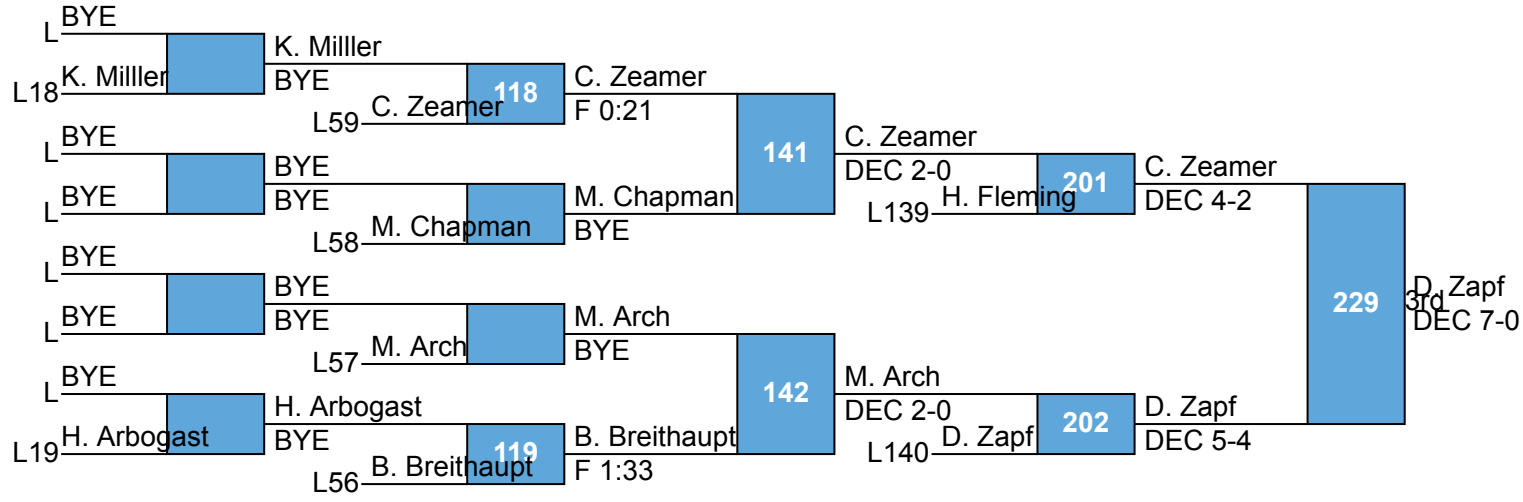 BYE
L
K. Milller
BYE
K. Milller
L18
118
C. Zeamer
F 0:21
C. Zeamer
L59
BYE
L
141
C. Zeamer
DEC 2-0
BYE
BYE
BYE
L
M. Chapman
BYE
M. Chapman
L58
201
C. Zeamer
DEC 4-2
H. Fleming
L139
BYE
L
BYE
BYE
BYE
L
M. Arch
BYE
M. Arch
L57
229
D. Zapf
3rd
DEC 7-0
BYE
L
142
M. Arch
DEC 2-0
H. Arbogast
BYE
H. Arbogast
L19
119
B. Breithaupt
F 1:33
B. Breithaupt
L56
202
D. Zapf
DEC 5-4
D. Zapf
L140